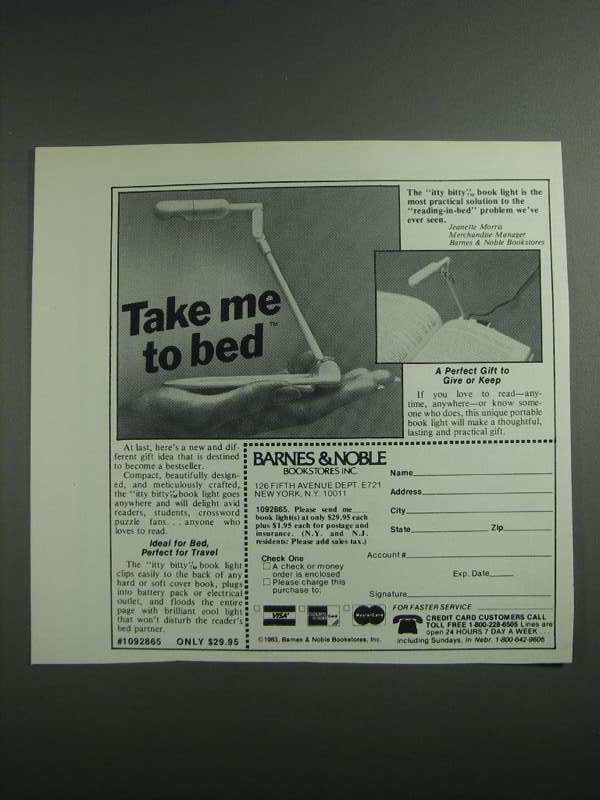 The "itty bitty"™ book light is the
most practical solution to the
"reading-in-bed" problem we've
ever seen.
Jeanette Morris
Merchandise Manager
Barnes & Noble Bookstores
Take me
to bed™
A Perfect Gift to
Give or Keep
If you love to read—any-
time, anywhere—or know some-
one who does, this unique portable
book light will make a thoughtful,
lasting and practical gift.
At last, here's a new and dif-
ferent gift idea that is destined
to become a bestseller.
Compact, beautifully design-
ed, and meticulously crafted,
the "itty bitty"™ book light goes
anywhere and will delight avid
readers, students, crossword
puzzle fans. . . anyone who
loves to read.
Ideal for Bed,
Perfect for Travel
The "itty bitty"™ book light
clips easily to the back of any
hard or soft cover book, plugs
into battery pack or electrical
outlet, and floods the entire
page with brilliant cool light
that won't disturb the reader's
bed partner.
#1092865 ONLY $29.95
BARNES & NOBLE
BOOKSTORES INC.
126 FIFTH AVENUE DEPT. E721
NEW YORK, N.Y. 10011
1092865. Please send me
book light(s) at only $29.95 each
plus $1.95 each for postage and
insurance. (N.Y. and N.J.
residents: Please add sales tax.)
Check One
A check or money
order is enclosed
Please charge this
purchase to:
Name
Address
City
State Zip
Account #
Exp. Date
Signature
VISA
MasterCard
© 1983, Barnes & Noble Bookstores, Inc.
FOR FASTER SERVICE
CREDIT CARD CUSTOMERS CALL
TOLL FREE 1-800-228-6505 Lines are
open 24 HOURS 7 DAY A WEEK . . .
including Sundays. In Nebr. 1-800-642-9606